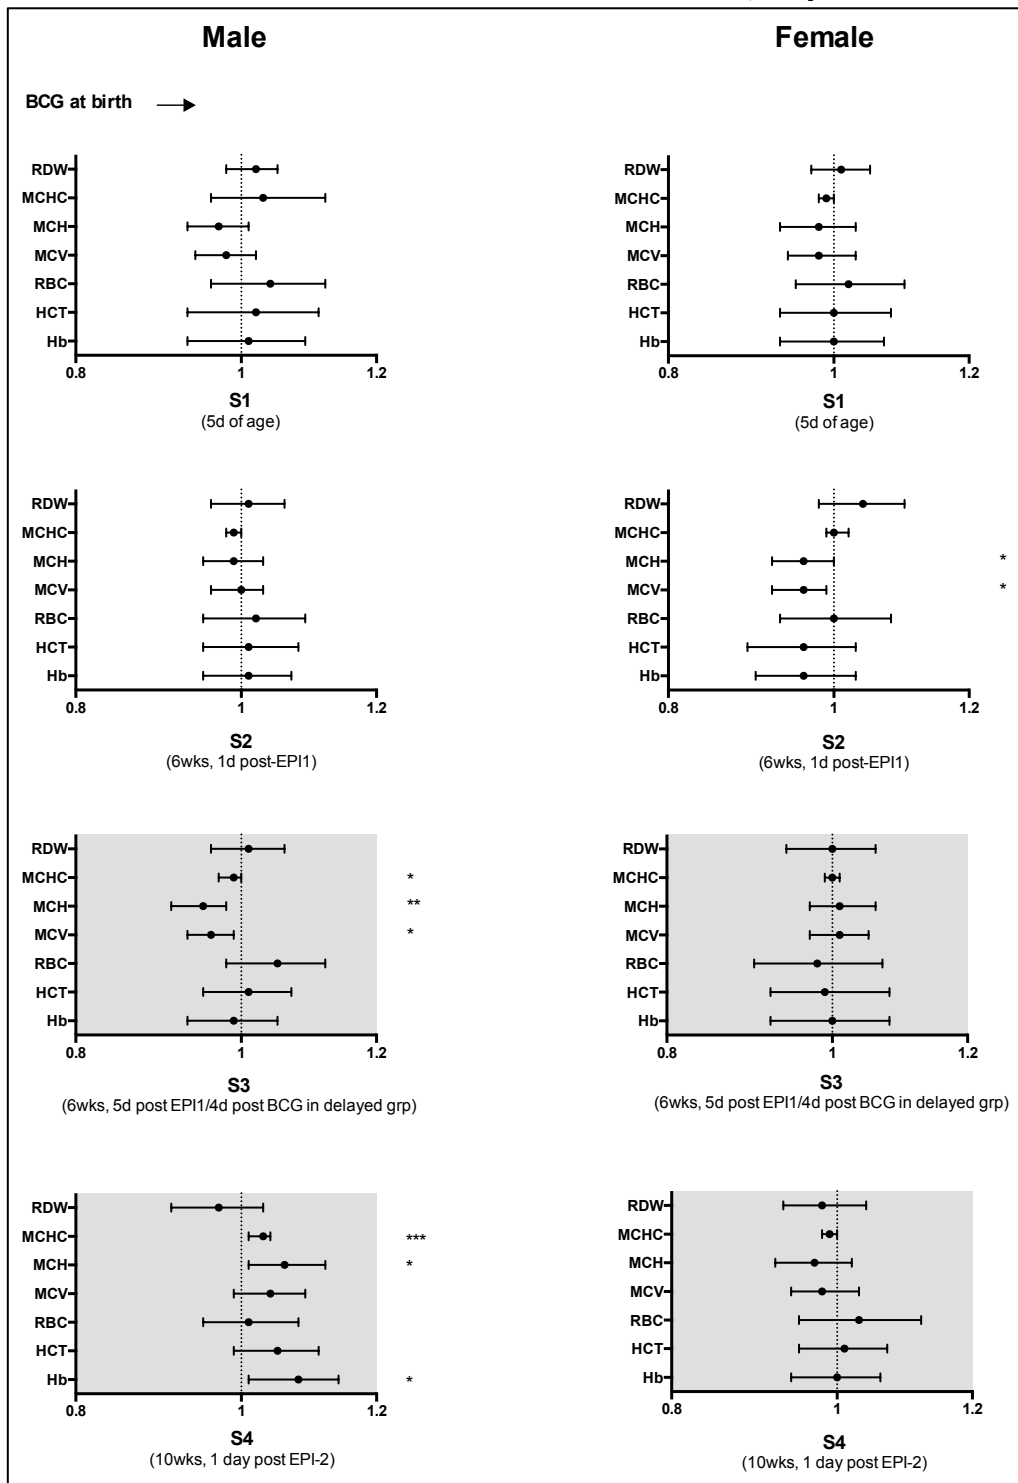 Male Female
BCG at birth
RDW
MCHC
MCH
MCV
RBC
HCT
Hb
0.8 1 1.2
S1
(5d of age)
RDW
MCHC
MCH
MCV
RBC
HCT
Hb
0.8 1 1.2
S1
(5d of age)
RDW
MCHC
MCH
MCV
RBC
HCT
Hb
0.8 1 1.2
S2
(6wks, 1d post-EPI1)
RDW
MCHC
MCH *
MCV *
RBC
HCT
Hb
0.8 1 1.2
S2
(6wks, 1d post-EPI1)
RDW
MCHC *
MCH **
MCV *
RBC
HCT
Hb
0.8 1 1.2
S3
(6wks, 5d post EPI1/4d post BCG in delayed grp)
RDW
MCHC
MCH
MCV
RBC
HCT
Hb
0.8 1 1.2
S3
(6wks, 5d post EPI1/4d post BCG in delayed grp)
RDW
MCHC ***
MCH *
MCV
RBC
HCT
Hb *
0.8 1 1.2
S4
(10wks, 1 day post EPI-2)
RDW
MCHC
MCH
MCV
RBC
HCT
Hb
0.8 1 1.2
S4
(10wks, 1 day post EPI-2)